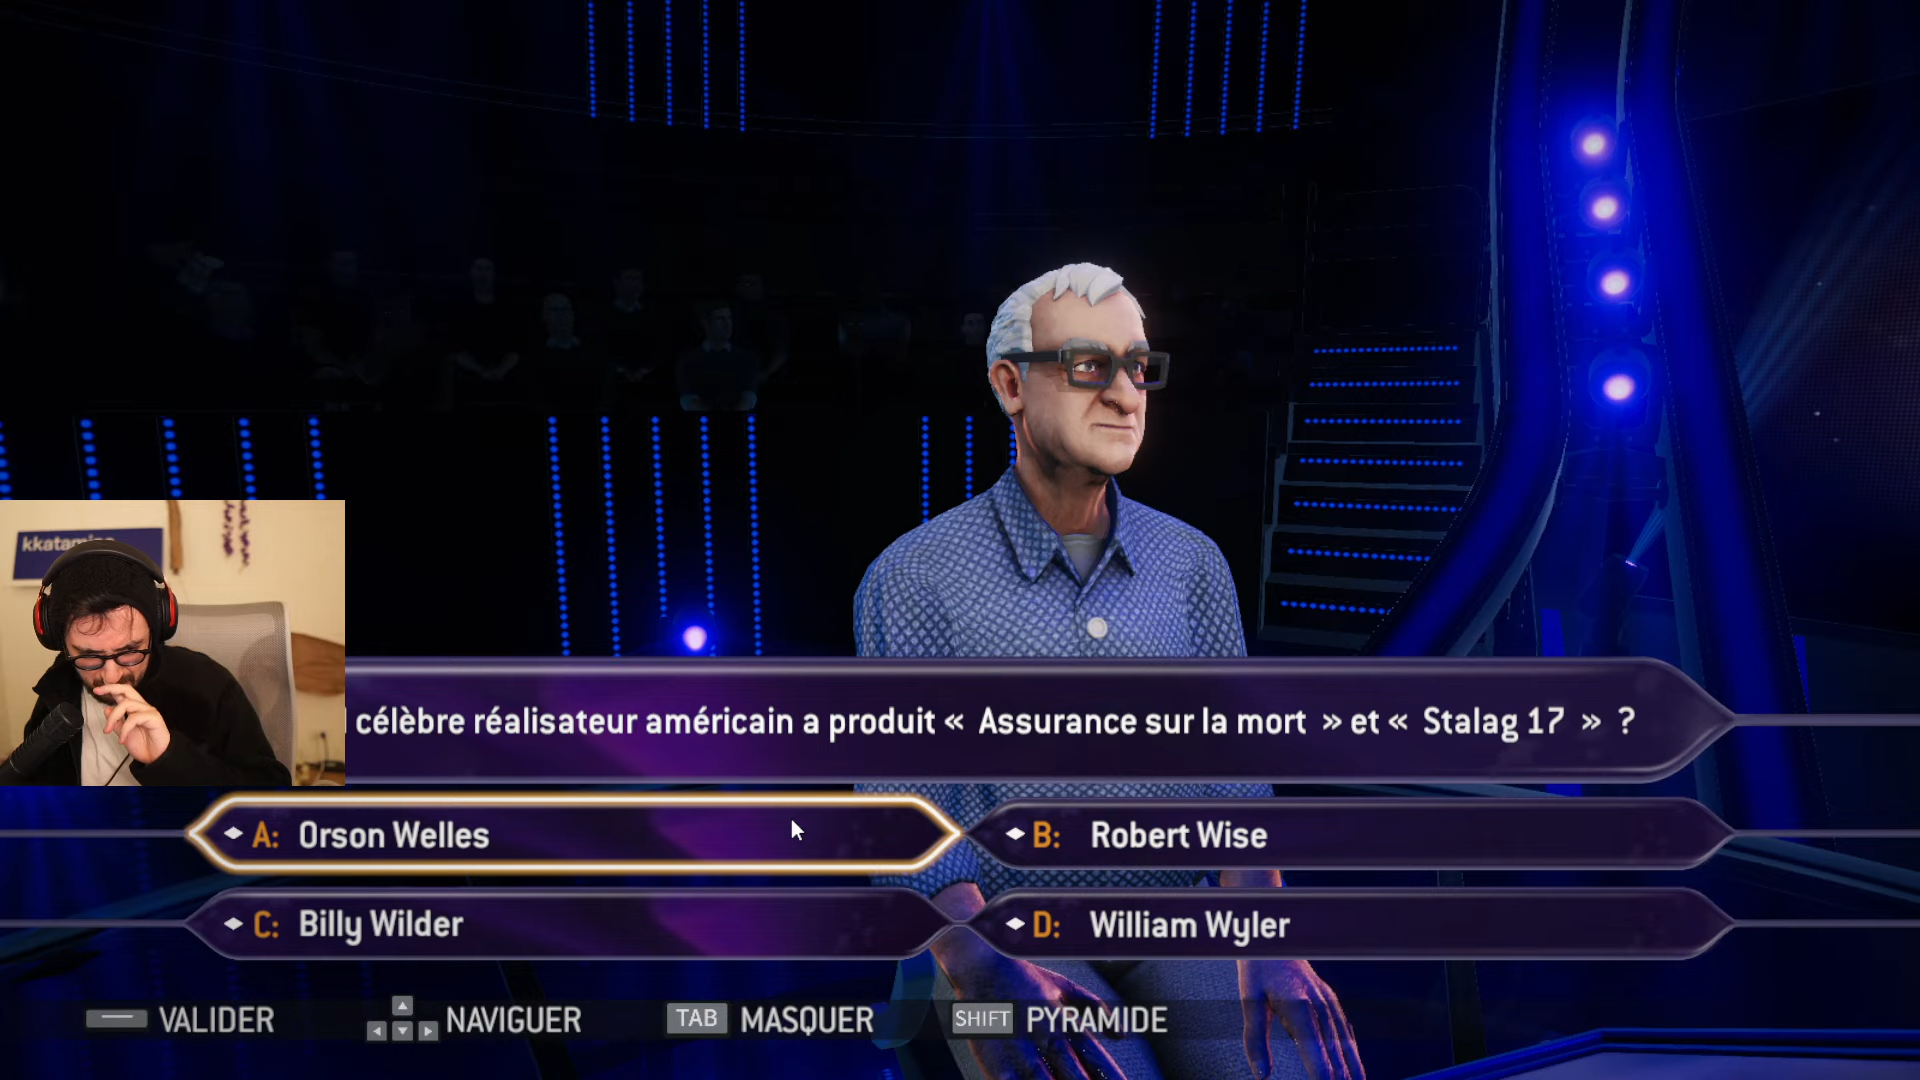 célèbre réalisateur américain a produit « Assurance sur la mort » et « Stalag 17 » ?
A: Orson Welles
B: Robert Wise
C: Billy Wilder
D: William Wyler
VALIDER
NAVIGUER
TAB MASQUER
SHIFT PYRAMIDE